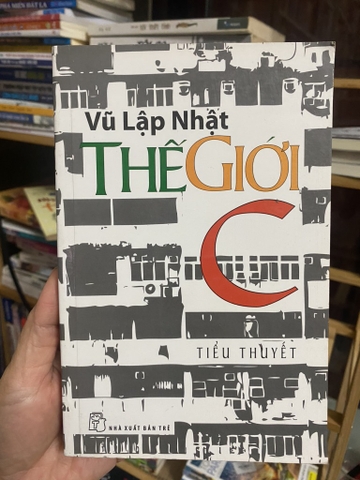 Vũ Lập Nhật
THẾ GIỚI
C
TIỂU THUYẾT
NHÀ XUẤT BẢN TRẺ